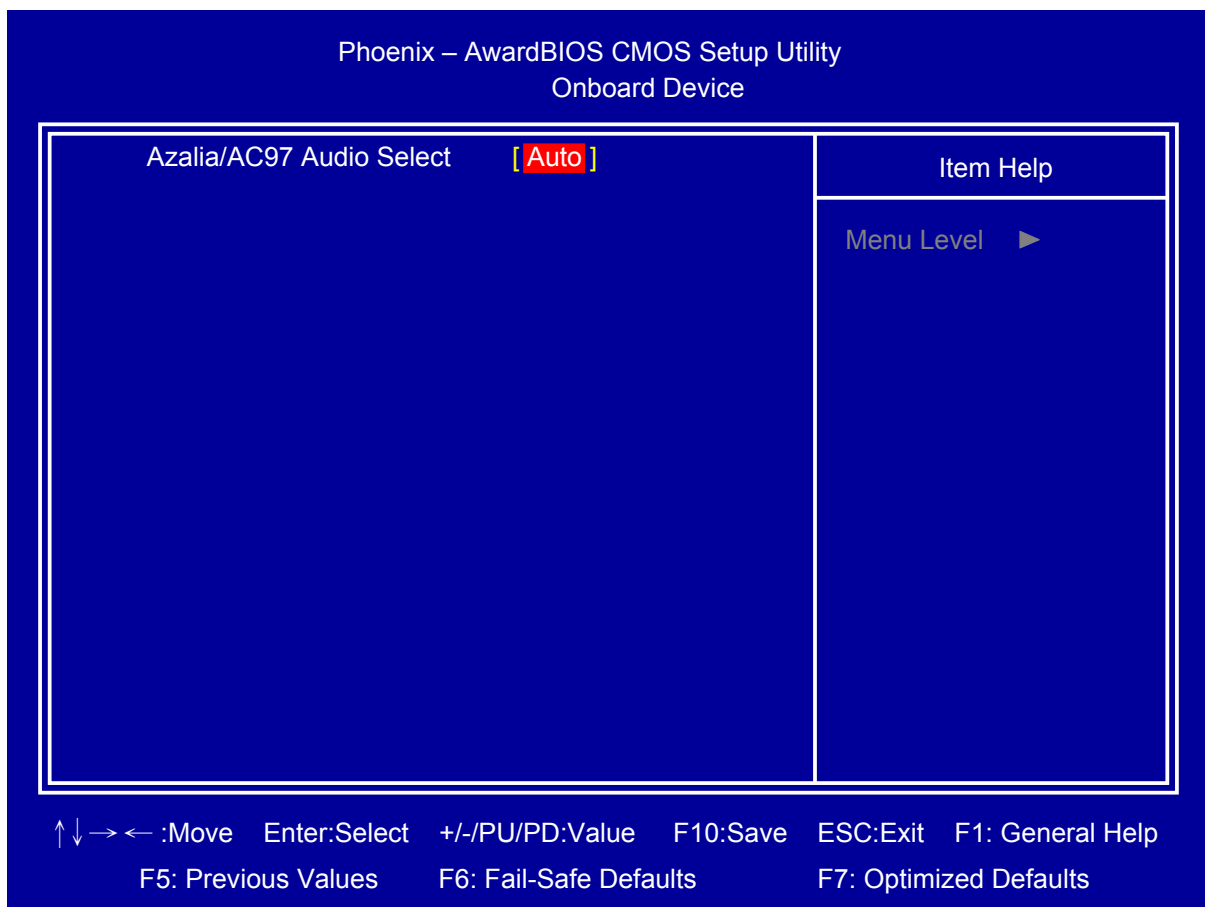 Phoenix – AwardBIOS CMOS Setup Utility
Onboard Device
Azalia/AC97 Audio Select [ Auto ]
Item Help
Menu Level ►
↑↓→← :Move Enter:Select +/-/PU/PD:Value F10:Save ESC:Exit F1: General Help
F5: Previous Values F6: Fail-Safe Defaults F7: Optimized Defaults